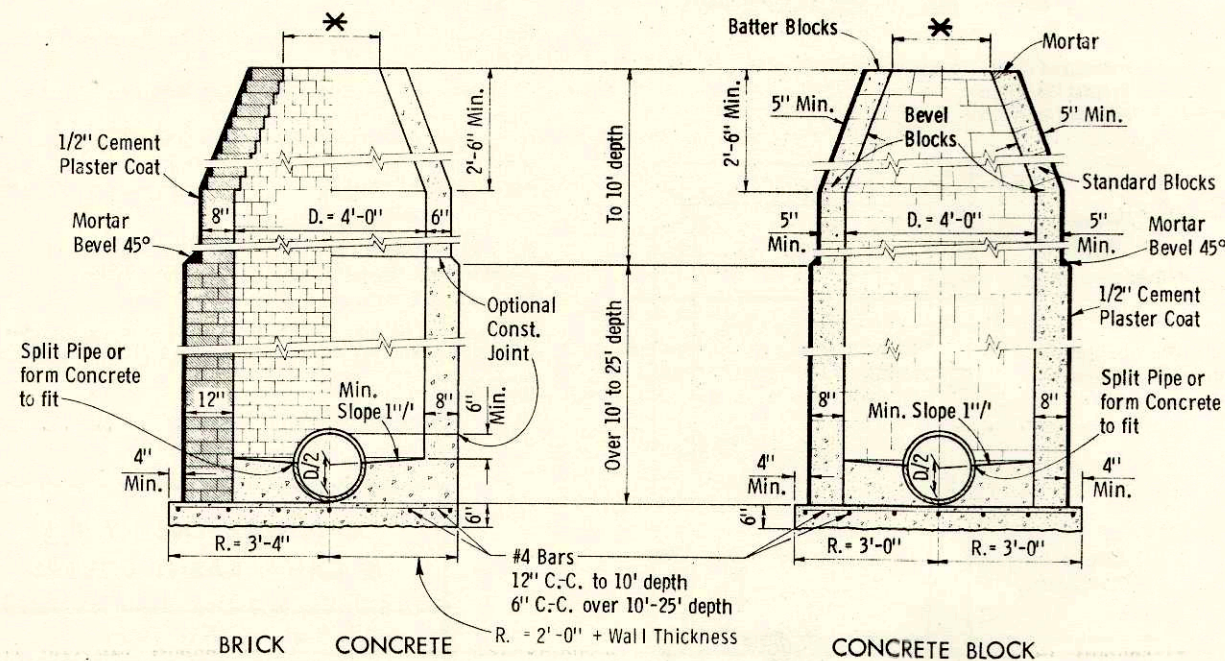 *
Batter Blocks
*
Mortar
1/2" Cement
Plaster Coat
2'-6" Min.
To 10' depth
2'-6" Min.
5" Min.
Bevel
Blocks
5" Min.
Standard Blocks
8"
D. = 4'-0"
6"
Mortar
Bevel 45°
5"
Min.
D. = 4'-0"
5"
Min.
Mortar
Bevel 45°
Optional
Const.
Joint
Over 10' to 25' depth
1/2" Cement
Plaster Coat
Split Pipe or
form Concrete
to fit
12"
Min.
Slope 1"/'
8"
6"
Min.
8"
Min. Slope 1"/'
8"
Split Pipe or
form Concrete
to fit
4"
Min.
D/2
4"
Min.
D/2
4"
Min.
6"
6"
R. = 3'-4"
R. = 3'-0"
R. = 3'-0"
#4 Bars
12" C.-C. to 10' depth
6" C.-C. over 10'-25' depth
R. = 2'-0" + Wall Thickness
BRICK
CONCRETE
CONCRETE BLOCK